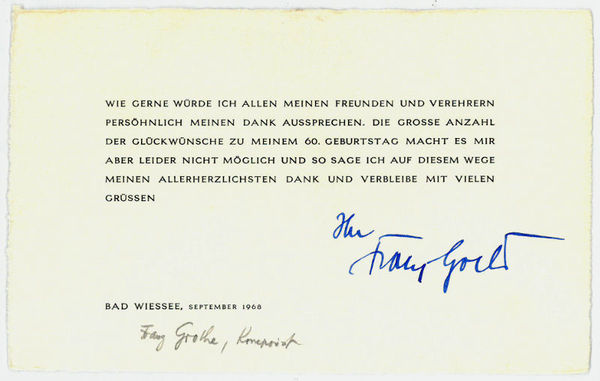 WIE GERNE WÜRDE ICH ALLEN MEINEN FREUNDEN UND VEREHRERN
PERSÖHNLICH MEINEN DANK AUSSPRECHEN. DIE GROSSE ANZAHL
DER GLÜCKWÜNSCHE ZU MEINEM 60. GEBURTSTAG MACHT ES MIR
ABER LEIDER NICHT MÖGLICH UND SO SAGE ICH AUF DIESEM WEGE
MEINEN ALLERHERZLICHSTEN DANK UND VERBLEIBE MIT VIELEN
GRÜSSEN
Ihr
Franz Grothe
BAD WIESSEE, SEPTEMBER 1968
Franz Grothe, Komponist